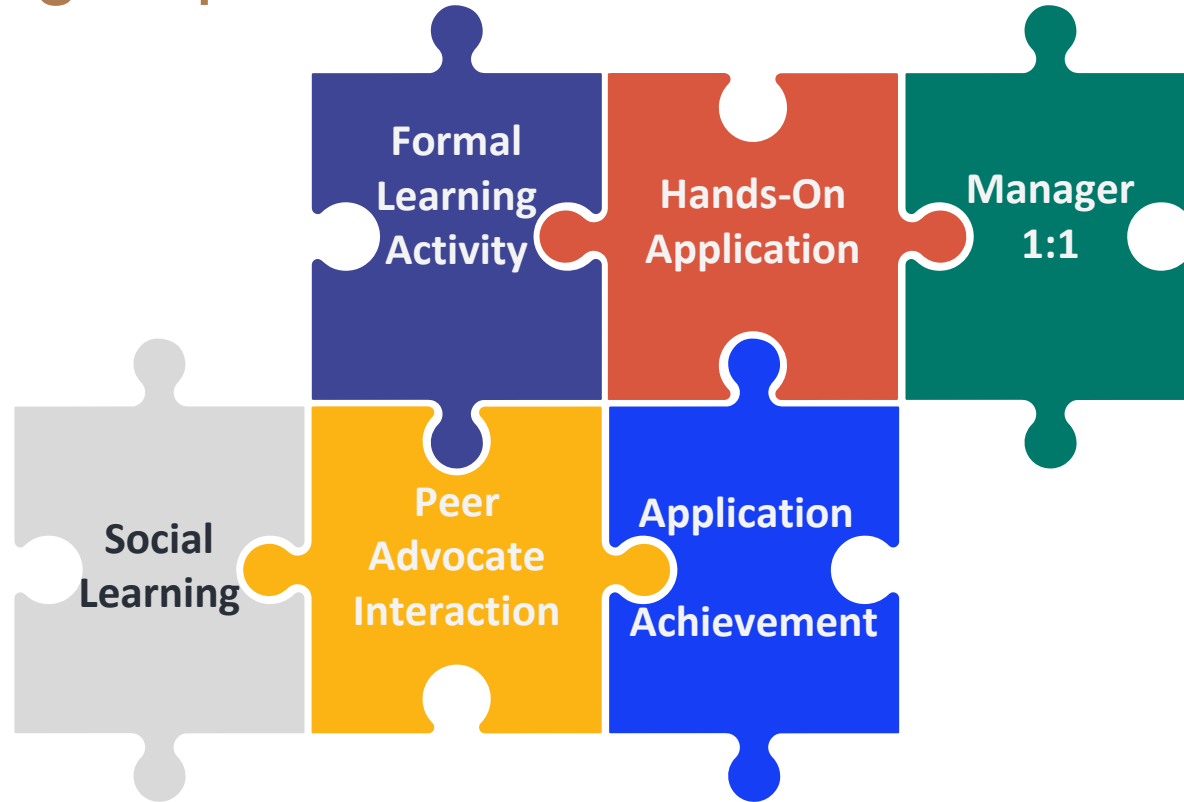 Formal
Learning
Activity
Hands-On
Application
Manager
1:1
Social
Learning
Peer
Advocate
Interaction
Application
Achievement